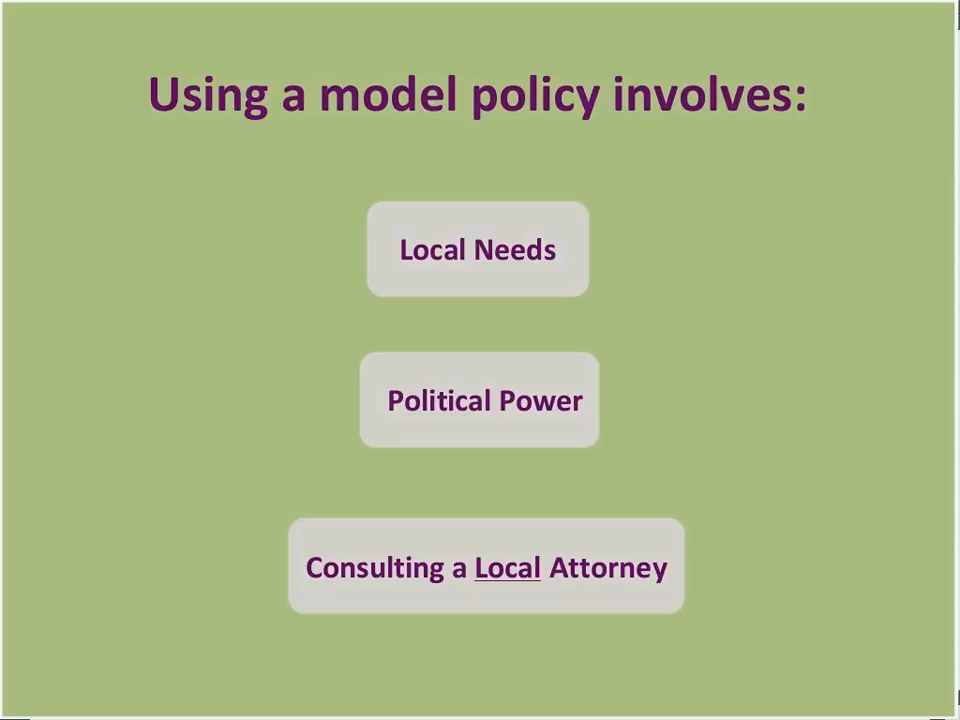 Using a model policy involves:
Local Needs
Political Power
Consulting a Local Attorney